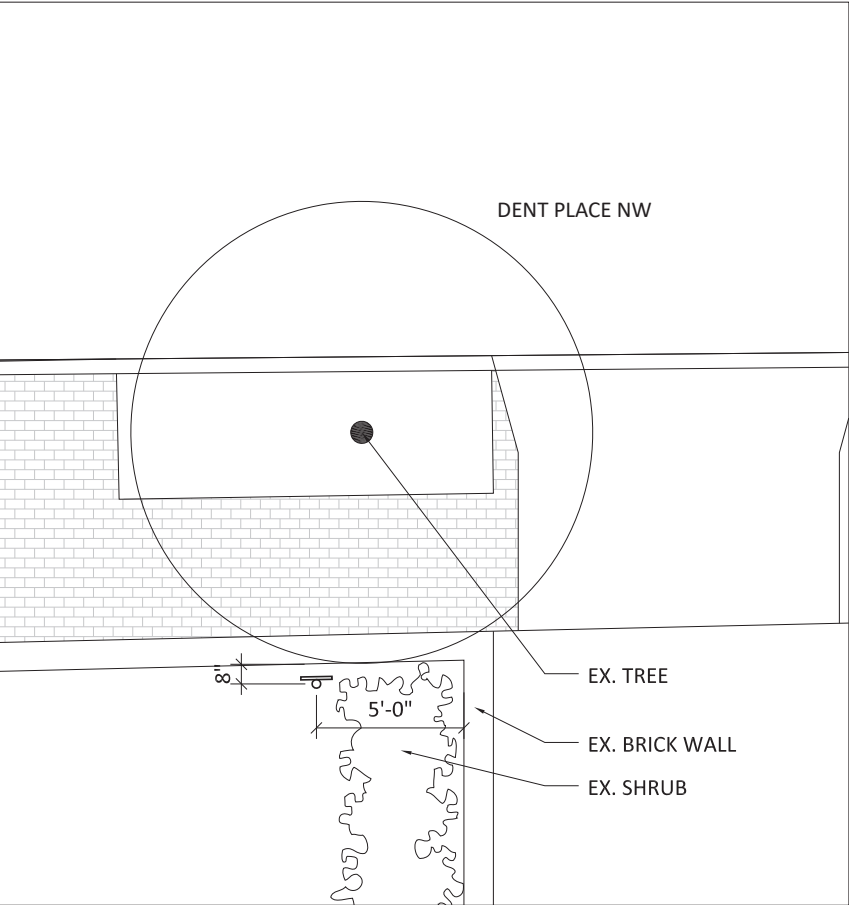 DENT PLACE NW
EX. TREE
8"
5'-0"
EX. BRICK WALL
EX. SHRUB